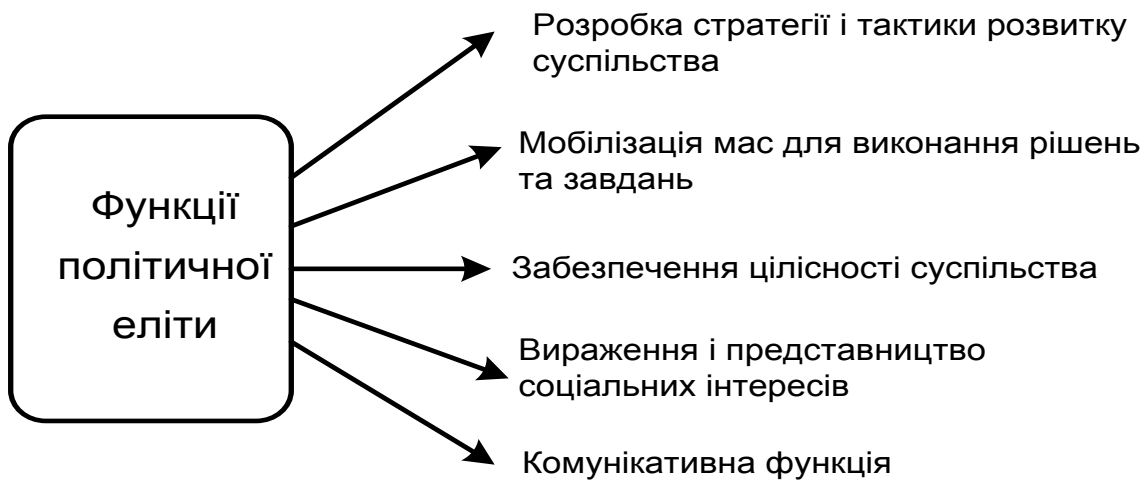 Функції
політичної
еліти
Розробка стратегії і тактики розвитку
суспільства
Мобілізація мас для виконання рішень
та завдань
Забезпечення цілісності суспільства
Вираження і представництво
соціальних інтересів
Комунікативна функція